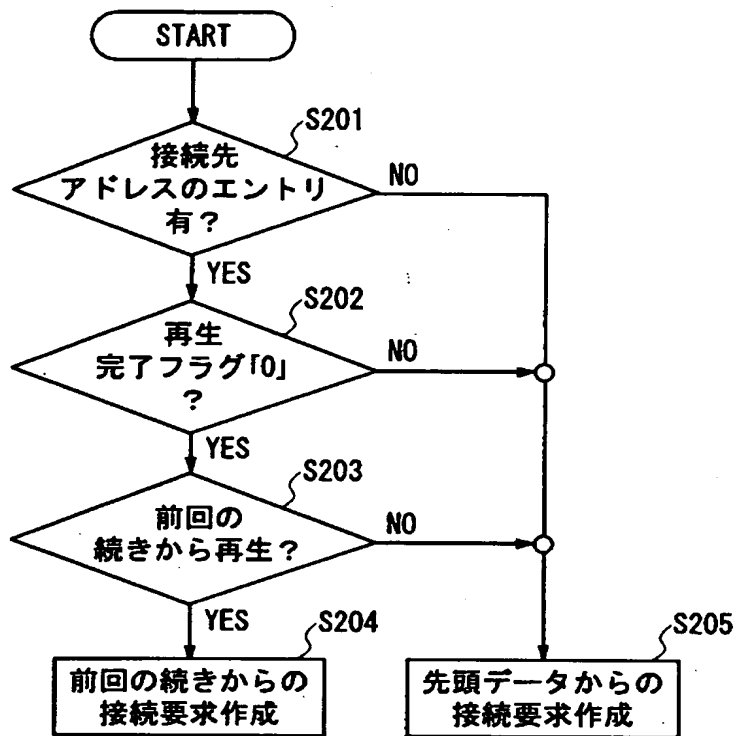 START
S201
接続先
アドレスのエントリ
有？
NO
YES
S202
再生
完了フラグ｢0｣
？
NO
YES
S203
前回の
続きから再生？
NO
YES
S204
前回の続きからの
接続要求作成
S205
先頭データからの
接続要求作成